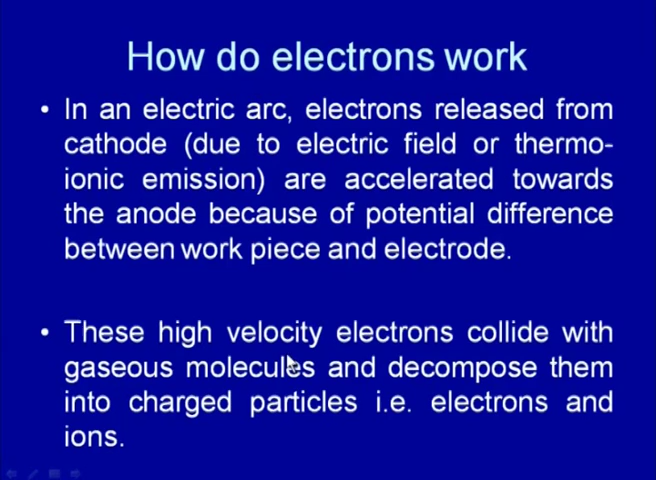 How do electrons work
• In an electric arc, electrons released from
cathode (due to electric field or thermo-
ionic emission) are accelerated towards
the anode because of potential difference
between work piece and electrode.
• These high velocity electrons collide with
gaseous molecules and decompose them
into charged particles i.e. electrons and
ions.